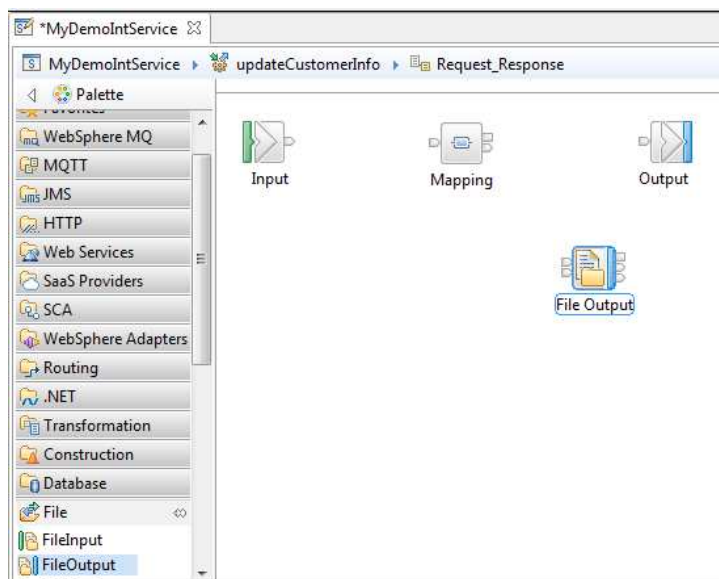 *MyDemoIntService
MyDemoIntService updateCustomerInfo Request_Response
Palette
Favorites
WebSphere MQ
MQTT
JMS
HTTP
Web Services
SaaS Providers
SCA
WebSphere Adapters
Routing
.NET
Transformation
Construction
Database
File
FileInput
FileOutput
Input
Mapping
Output
File Output